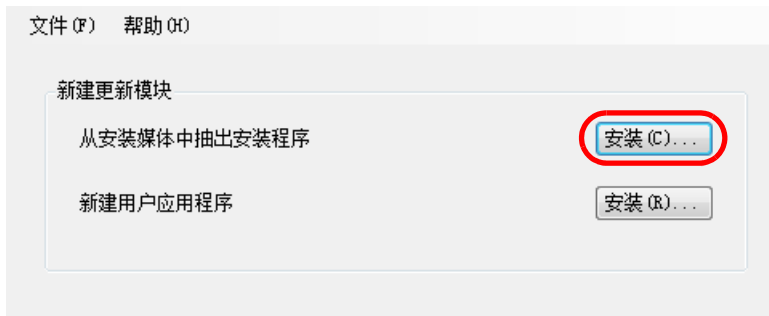 文件(F) 帮助(H)
新建更新模块
从安装媒体中抽出安装程序 安装(C)...
新建用户应用程序 安装(R)...